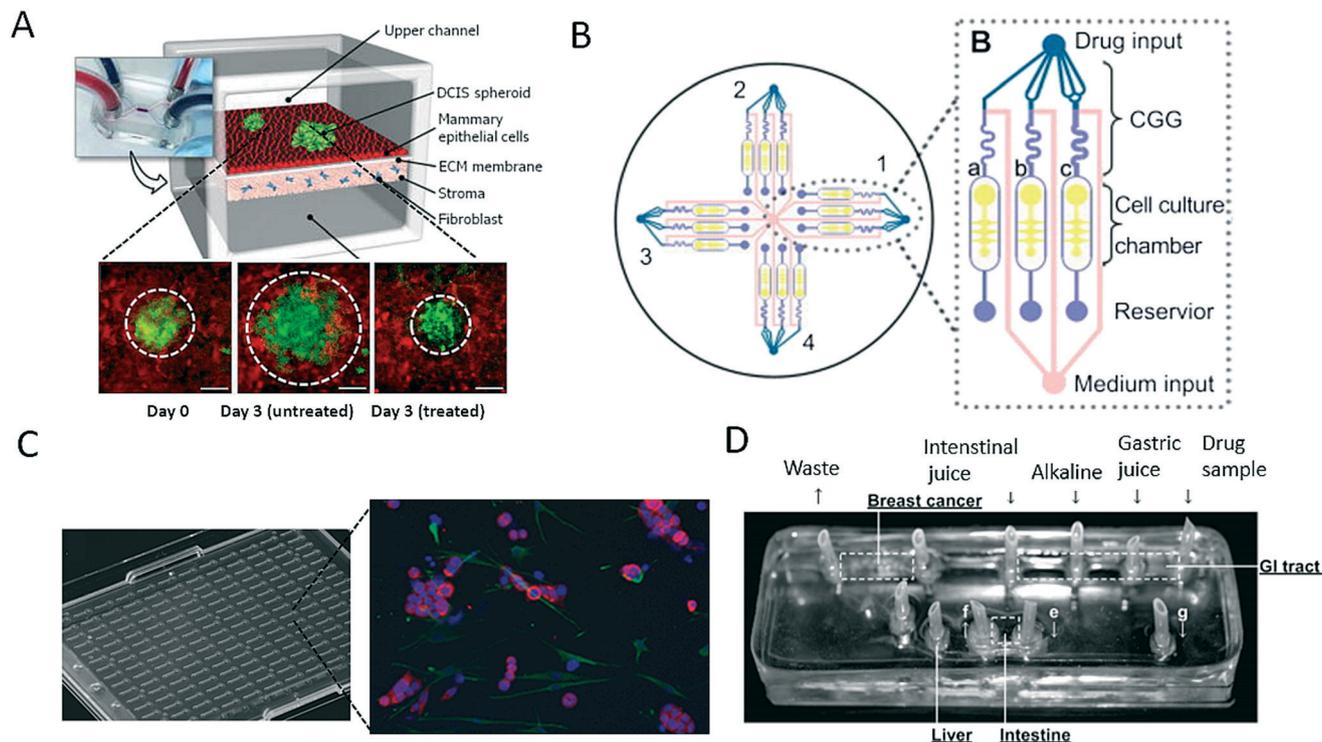 A
Upper channel
DCIS spheroid
Mammary
epithelial cells
ECM membrane
Stroma
Fibroblast
Day 0
Day 3 (untreated)
Day 3 (treated)
B
1
2
3
4
B
Drug input
CGG
a
b
c
Cell culture
chamber
Reservior
Medium input
C
D
Waste
Intenstinal
juice
Alkaline
Gastric
juice
Drug
sample
Breast cancer
GI tract
f
e
g
Liver
Intestine